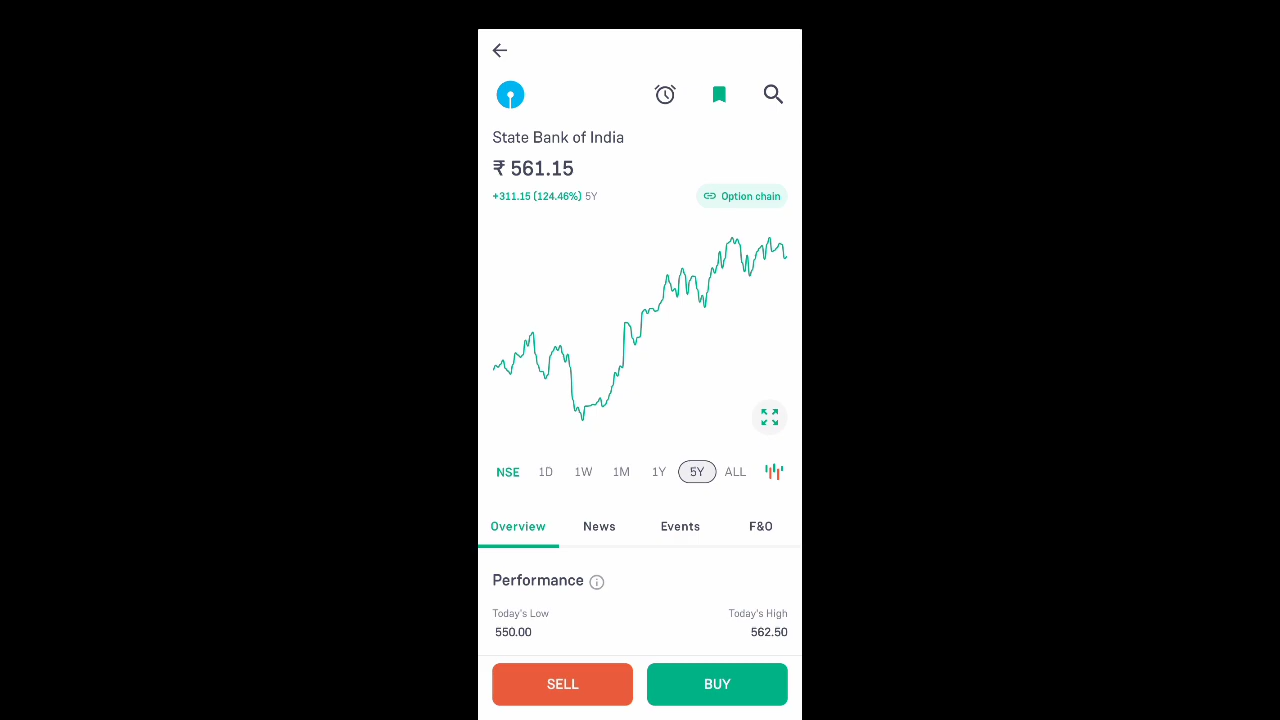 State Bank of India
₹ 561.15
+311.15 (124.46%) 5Y
Option chain
NSE 1D 1W 1M 1Y 5Y ALL
Overview News Events F&O
Performance
Today's Low Today's High
550.00 562.50
SELL BUY